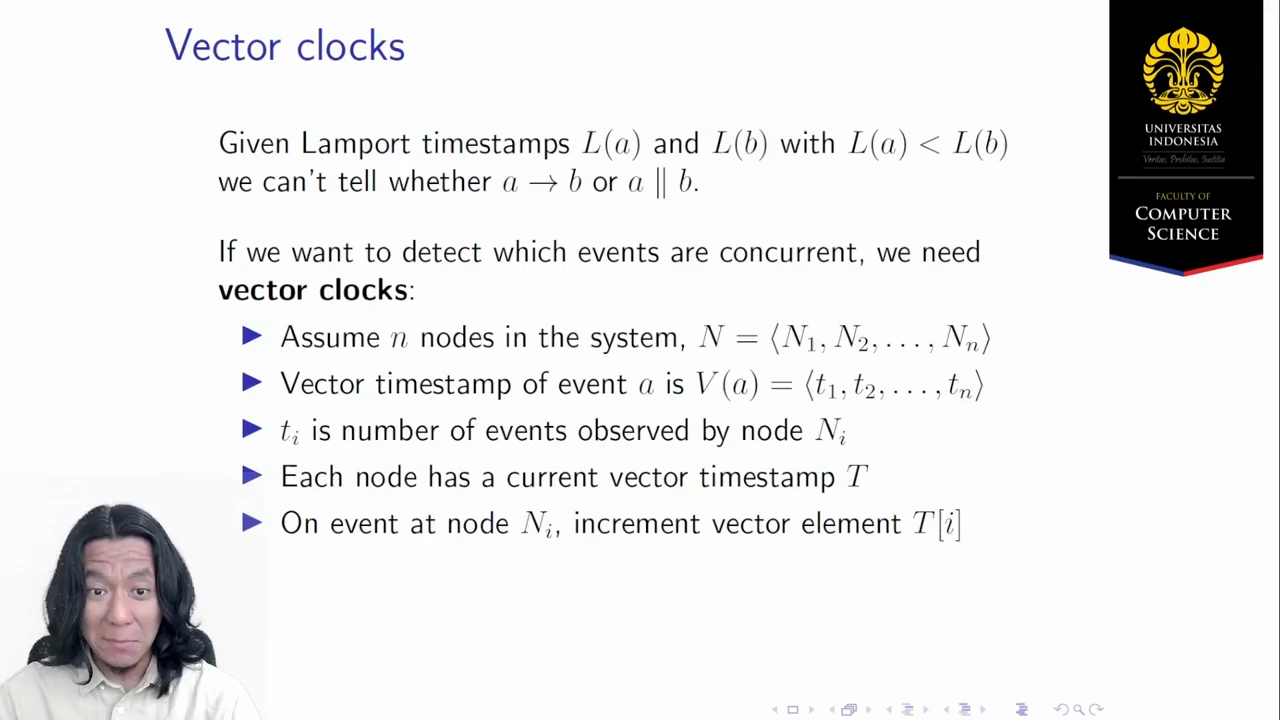 Vector clocks
Given Lamport timestamps L(a) and L(b) with L(a) < L(b)
we can't tell whether a → b or a ∥ b.
If we want to detect which events are concurrent, we need
vector clocks:
▶ Assume n nodes in the system, N = ⟨N₁, N₂, . . . , Nₙ⟩
▶ Vector timestamp of event a is V(a) = ⟨t₁, t₂, . . . , tₙ⟩
▶ tᵢ is number of events observed by node Nᵢ
▶ Each node has a current vector timestamp T
▶ On event at node Nᵢ, increment vector element T[i]
UNIVERSITAS
INDONESIA
Veritas, Probitas, Iustitia
FACULTY OF
COMPUTER
SCIENCE